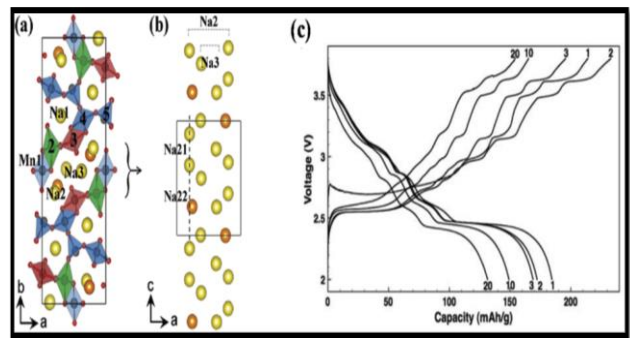 (a)
Na1
4
5
2
3
Mn1
Na3
Na2
b
a
(b)
Na2
Na3
Na21
Na22
c
a
(c)
20 10 3 1 2
3.5
3
2.5
2
Voltage (V)
20 10 3 2 1
0 50 100 150 200
Capacity (mAh/g)